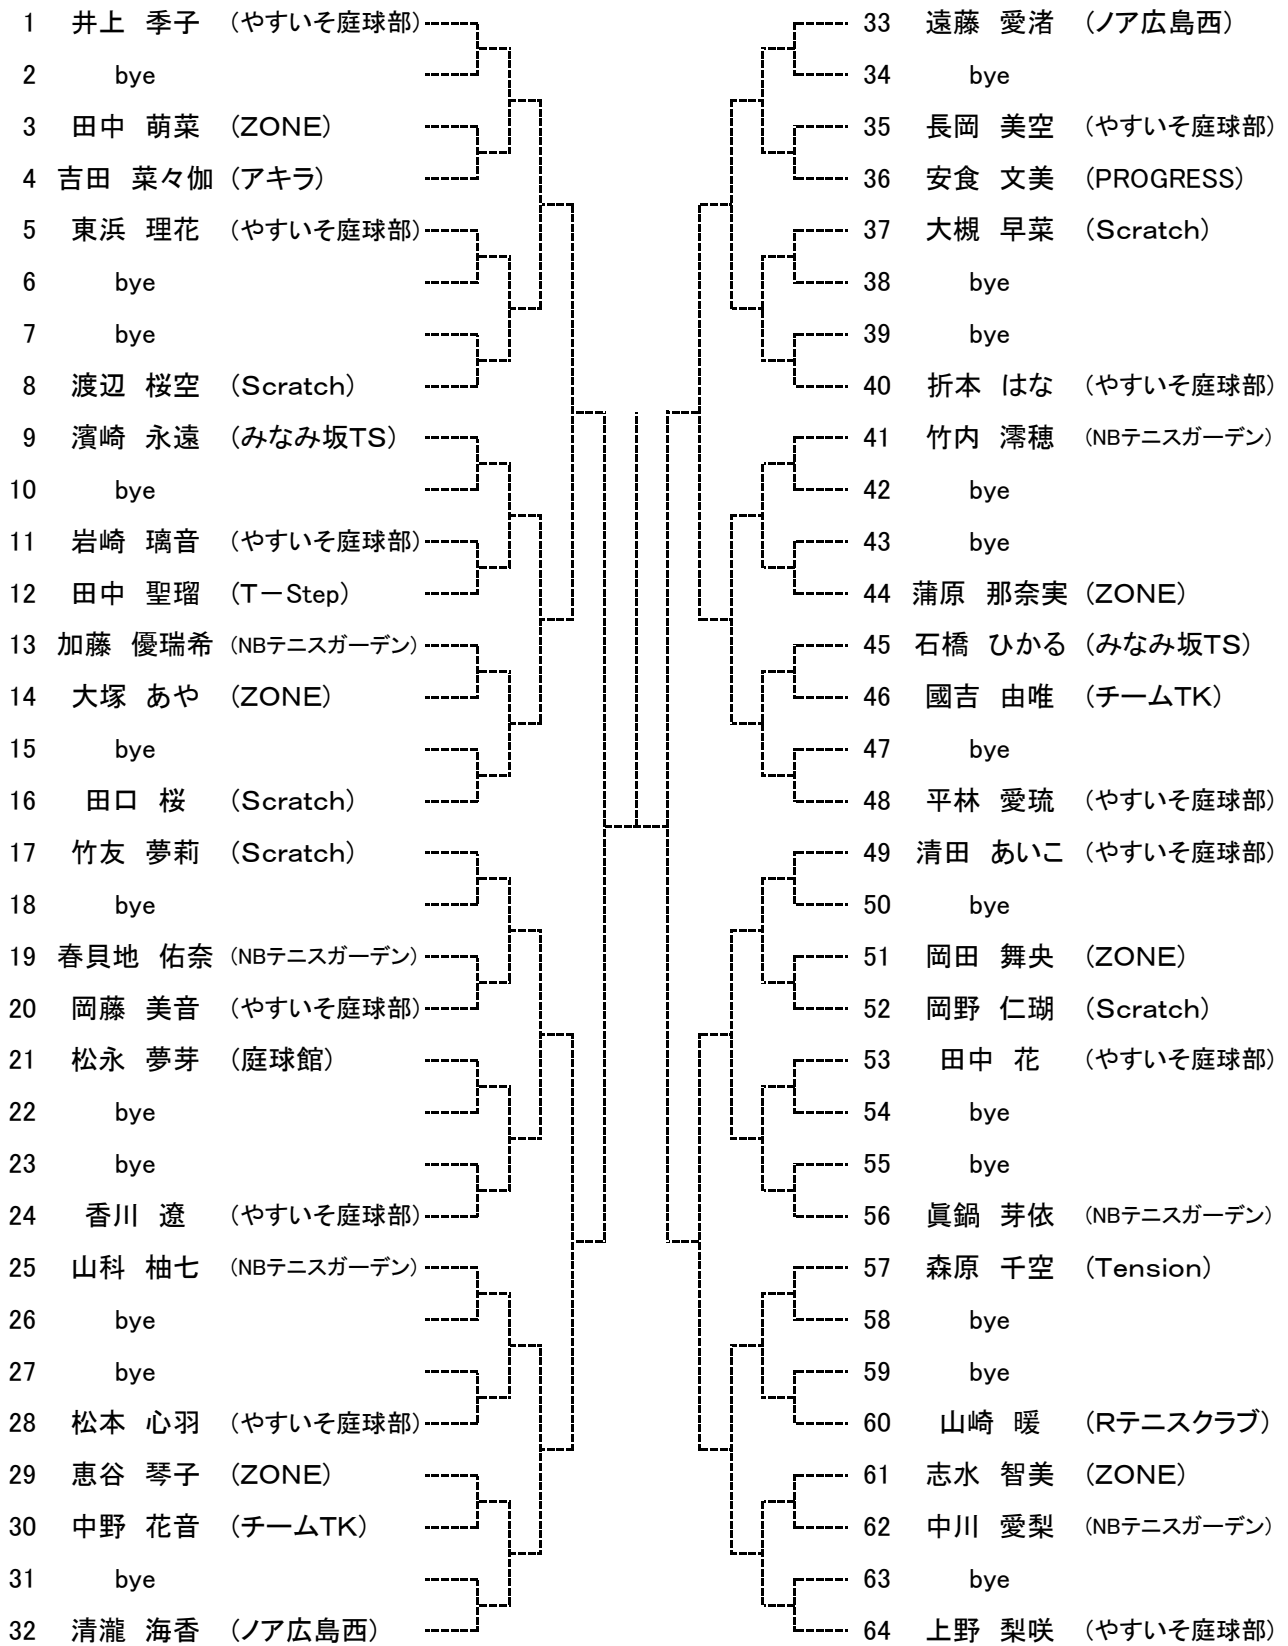 1 井上 季子 (やすいそ庭球部)
2 bye
3 田中 萌菜 (ZONE)
4 吉田 菜々伽 (アキラ)
5 東浜 理花 (やすいそ庭球部)
6 bye
7 bye
8 渡辺 桜空 (Scratch)
9 濱崎 永遠 (みなみ坂TS)
10 bye
11 岩崎 璃音 (やすいそ庭球部)
12 田中 聖瑠 (T－Step)
13 加藤 優瑞希 (NBテニスガーデン)
14 大塚 あや (ZONE)
15 bye
16 田口 桜 (Scratch)
17 竹友 夢莉 (Scratch)
18 bye
19 春貝地 佑奈 (NBテニスガーデン)
20 岡藤 美音 (やすいそ庭球部)
21 松永 夢芽 (庭球館)
22 bye
23 bye
24 香川 遼 (やすいそ庭球部)
25 山科 柚七 (NBテニスガーデン)
26 bye
27 bye
28 松本 心羽 (やすいそ庭球部)
29 恵谷 琴子 (ZONE)
30 中野 花音 (チームTK)
31 bye
32 清瀧 海香 (ノア広島西)
33 遠藤 愛渚 (ノア広島西)
34 bye
35 長岡 美空 (やすいそ庭球部)
36 安食 文美 (PROGRESS)
37 大槻 早菜 (Scratch)
38 bye
39 bye
40 折本 はな (やすいそ庭球部)
41 竹内 澪穂 (NBテニスガーデン)
42 bye
43 bye
44 蒲原 那奈実 (ZONE)
45 石橋 ひかる (みなみ坂TS)
46 國吉 由唯 (チームTK)
47 bye
48 平林 愛琉 (やすいそ庭球部)
49 清田 あいこ (やすいそ庭球部)
50 bye
51 岡田 舞央 (ZONE)
52 岡野 仁瑚 (Scratch)
53 田中 花 (やすいそ庭球部)
54 bye
55 bye
56 眞鍋 芽依 (NBテニスガーデン)
57 森原 千空 (Tension)
58 bye
59 bye
60 山崎 暖 (Rテニスクラブ)
61 志水 智美 (ZONE)
62 中川 愛梨 (NBテニスガーデン)
63 bye
64 上野 梨咲 (やすいそ庭球部)